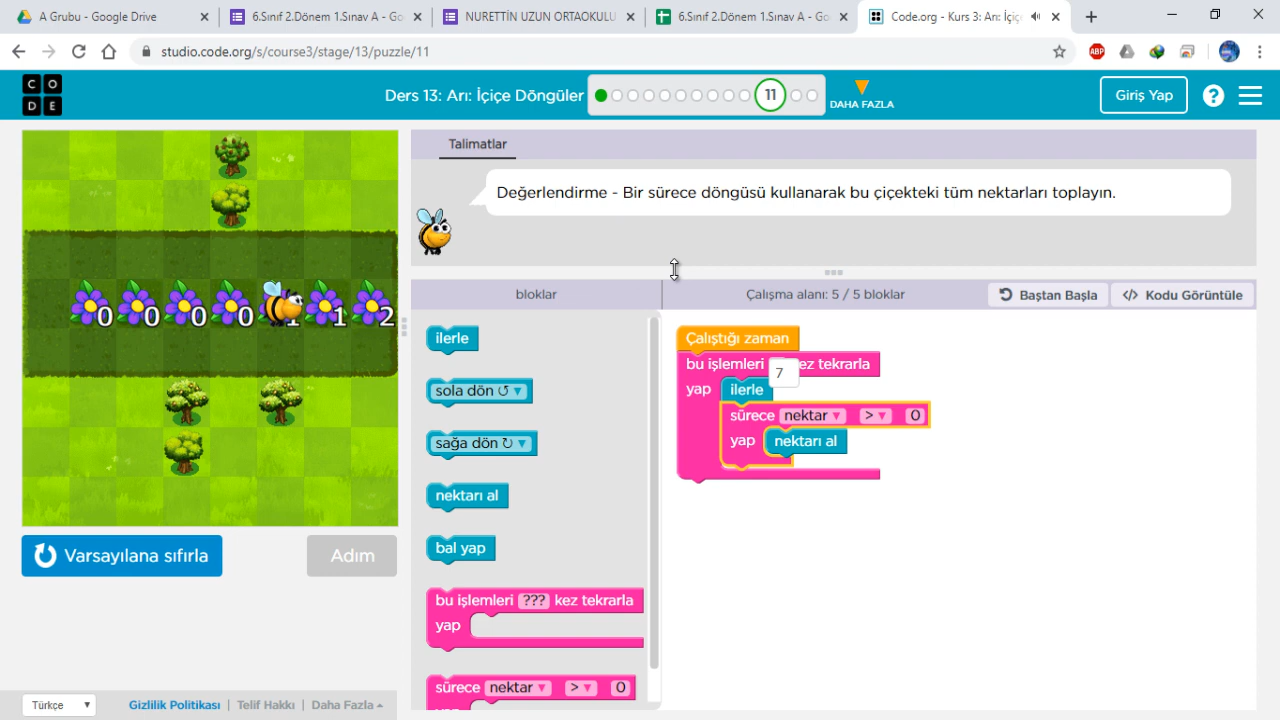 A Grubu - Google Drive
6.Sınıf 2.Dönem 1.Sınav A - Go
NURETTİN UZUN ORTAOKULU
6.Sınıf 2.Dönem 1.Sınav A - Go
Code.org - Kurs 3: Arı: İçiç
studio.code.org/s/course3/stage/13/puzzle/11
ABP
C O
D E
Ders 13: Arı: İçiçe Döngüler
11
DAHA FAZLA
Giriş Yap
?
Talimatlar
Değerlendirme - Bir sürece döngüsü kullanarak bu çiçekteki tüm nektarları toplayın.
0 0 0 0 1 1 2
bloklar
Çalışma alanı: 5 / 5 bloklar
Baştan Başla
</> Kodu Görüntüle
ilerle
sola dön
sağa dön
nektarı al
bal yap
bu işlemleri ??? kez tekrarla
yap
sürece nektar > 0
Çalıştığı zaman
bu işlemleri 7 ez tekrarla
yap ilerle
sürece nektar > 0
yap nektarı al
Varsayılana sıfırla
Adım
Türkçe
Gizlilik Politikası | Telif Hakkı | Daha Fazla